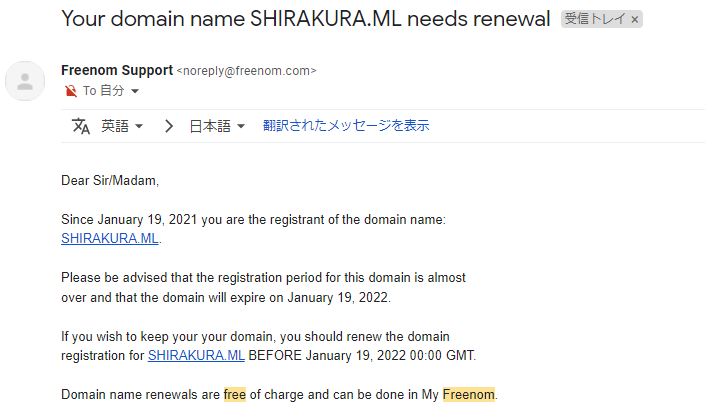 Your domain name SHIRAKURA.ML needs renewal 受信トレイ ×
Freenom Support <noreply@freenom.com>
To 自分
英語 日本語 翻訳されたメッセージを表示
Dear Sir/Madam,
Since January 19, 2021 you are the registrant of the domain name:
SHIRAKURA.ML.
Please be advised that the registration period for this domain is almost
over and that the domain will expire on January 19, 2022.
If you wish to keep your your domain, you should renew the domain
registration for SHIRAKURA.ML BEFORE January 19, 2022 00:00 GMT.
Domain name renewals are free of charge and can be done in My Freenom.